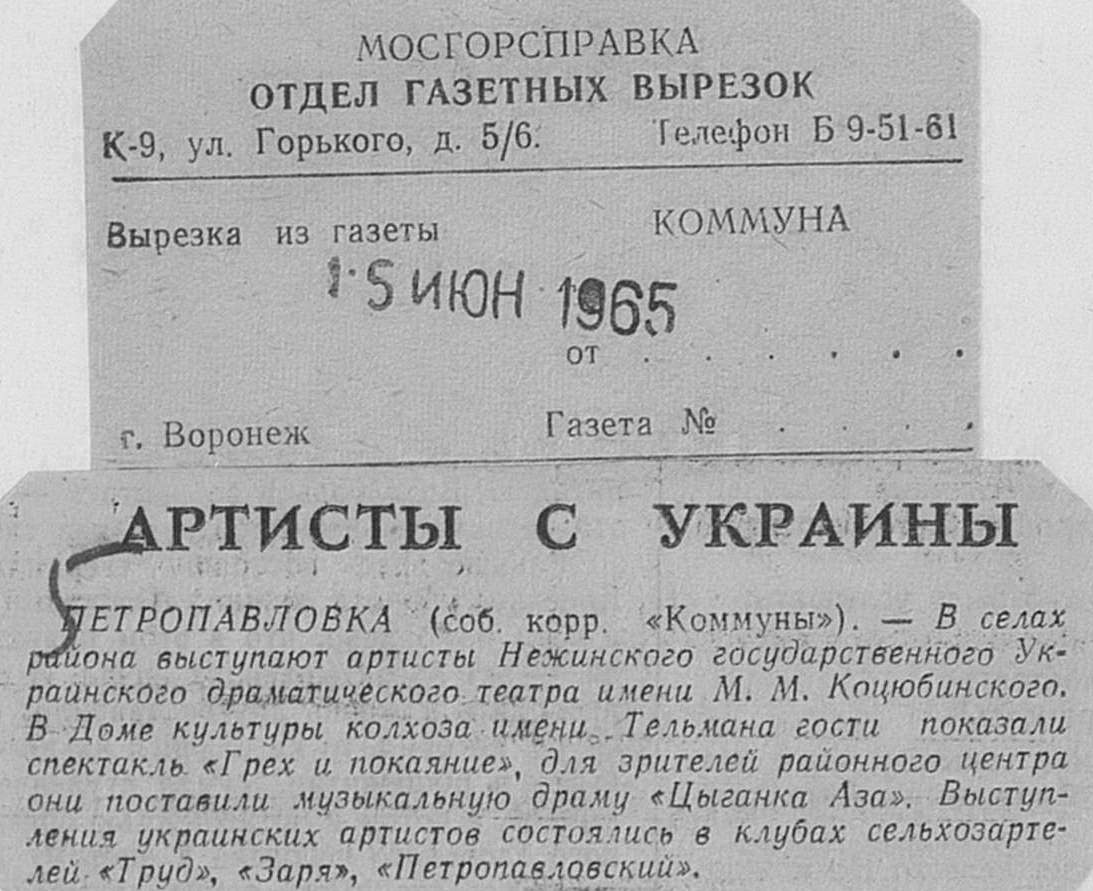 МОСГОРСПРАВКА
ОТДЕЛ ГАЗЕТНЫХ ВЫРЕЗОК
К-9, ул. Горького, д. 5/6. Телефон Б 9-51-61
Вырезка из газеты КОММУНА
15 ИЮН 1965
от . . . . . .
г. Воронеж Газета № . . . .
АРТИСТЫ С УКРАИНЫ
ПЕТРОПАВЛОВКА (соб. корр. «Коммуны»). — В селах
района выступают артисты Нежинского государственного Ук-
раинского драматического театра имени М. М. Коцюбинского.
В Доме культуры колхоза имени Тельмана гости показали
спектакль «Грех и покаяние», для зрителей районного центра
они поставили музыкальную драму «Цыганка Аза». Выступ-
ления украинских артистов состоялись в клубах сельхозарте-
лей «Труд», «Заря», «Петропавловский».